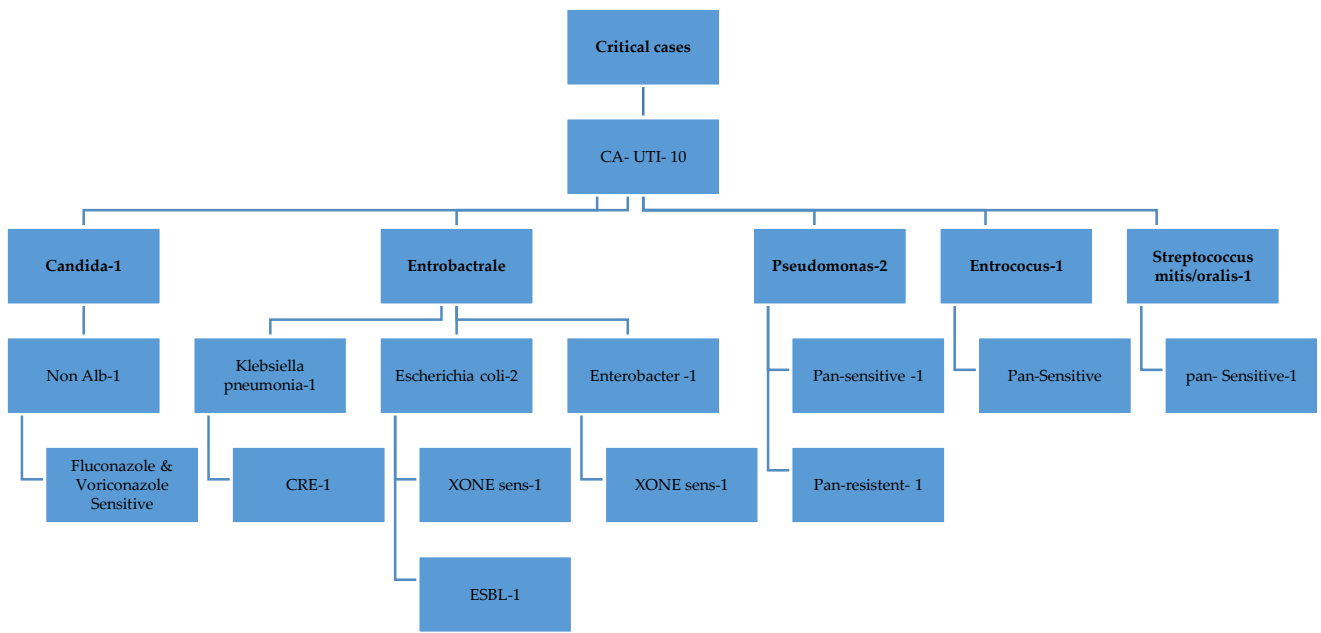 Critical cases
CA- UTI- 10
Candida-1
Entrobactrale
Pseudomonas-2
Entrococus-1
Streptococcus
mitis/oralis-1
Non Alb-1
Klebsiella
pneumonia-1
Escherichia coli-2
Enterobacter -1
Pan-sensitive -1
Pan-Sensitive
pan- Sensitive-1
Fluconazole &
Voriconazole
Sensitive
CRE-1
XONE sens-1
XONE sens-1
Pan-resistent- 1
ESBL-1